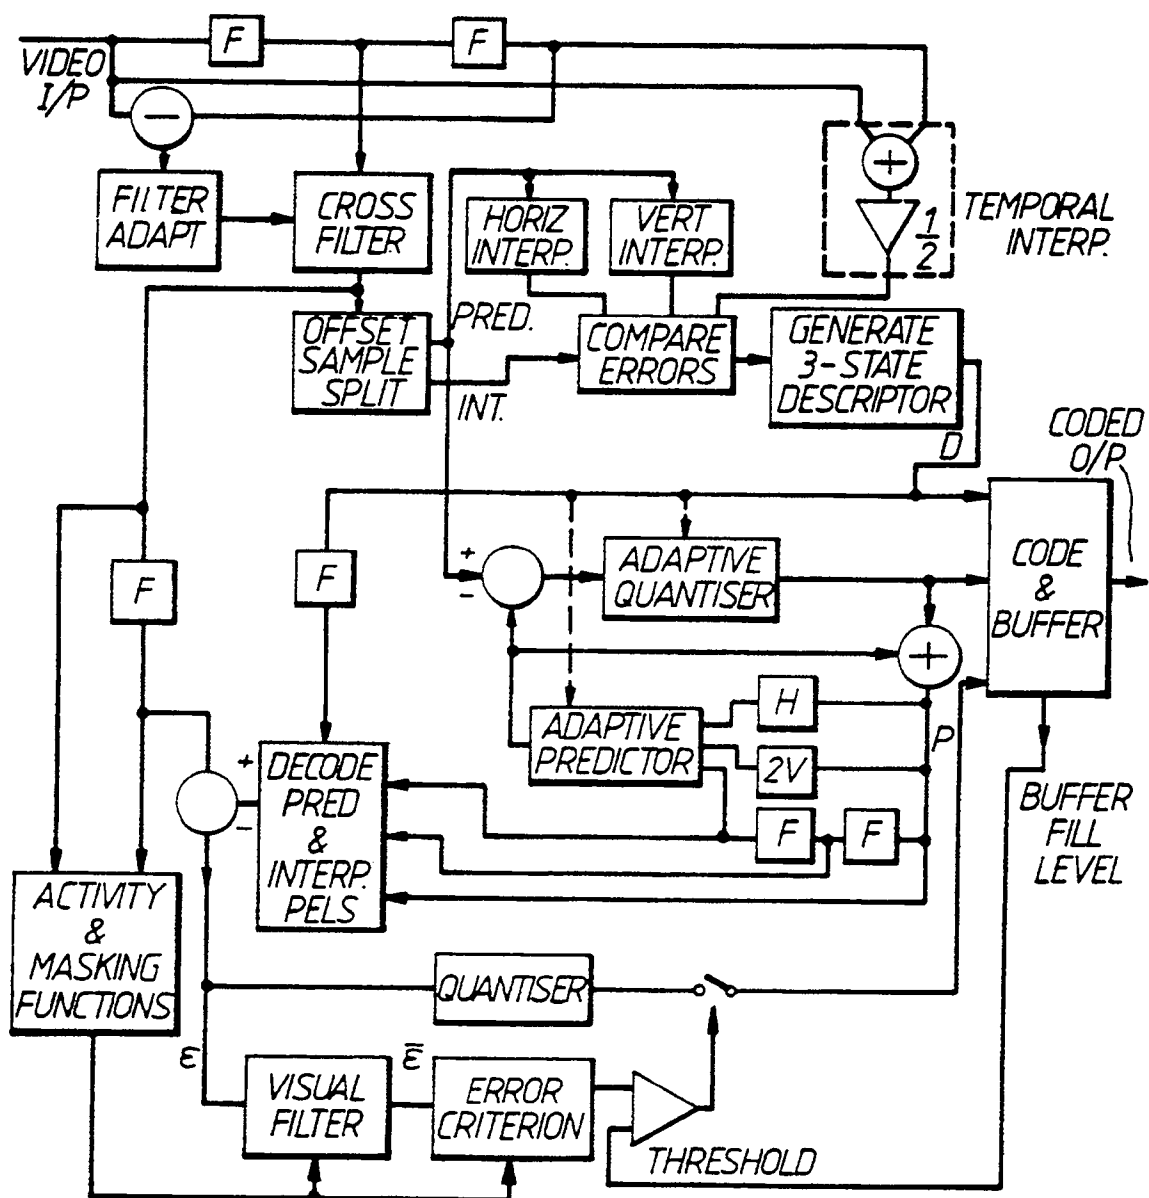 F
F
VIDEO
I/P
−
+
FILTER
ADAPT
CROSS
FILTER
HORIZ
INTERP.
VERT
INTERP.
1
2
TEMPORAL
INTERP.
PRED.
OFFSET
SAMPLE
SPLIT
INT.
COMPARE
ERRORS
GENERATE
3-STATE
DESCRIPTOR
D
CODED
O/P
F
F
+
−
ADAPTIVE
QUANTISER
CODE
&
BUFFER
+
H
ADAPTIVE
PREDICTOR
2V
P
F
F
+
−
DECODE
PRED
&
INTERP.
PELS
BUFFER
FILL
LEVEL
ACTIVITY
&
MASKING
FUNCTIONS
QUANTISER
ε
ε̅
VISUAL
FILTER
ERROR
CRITERION
THRESHOLD